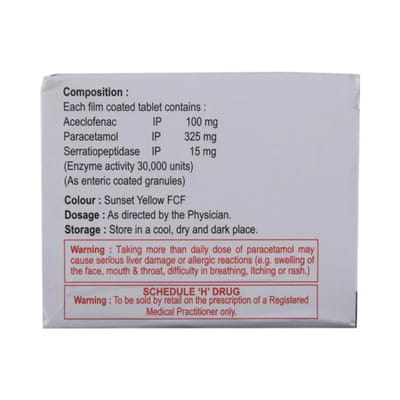 Composition :
Each film coated tablet contains :
Aceclofenac IP 100 mg
Paracetamol IP 325 mg
Serratiopeptidase IP 15 mg
(Enzyme activity 30,000 units)
(As enteric coated granules)
Colour : Sunset Yellow FCF
Dosage : As directed by the Physician.
Storage : Store in a cool, dry and dark place.
Warning : Taking more than daily dose of paracetamol may
cause serious liver damage or allergic reactions (e.g. swelling of
the face, mouth & throat, difficulty in breathing, Itching or rash.)
SCHEDULE 'H' DRUG
Warning : To be sold by retail on the prescription of a Registered
Medical Practitioner only.